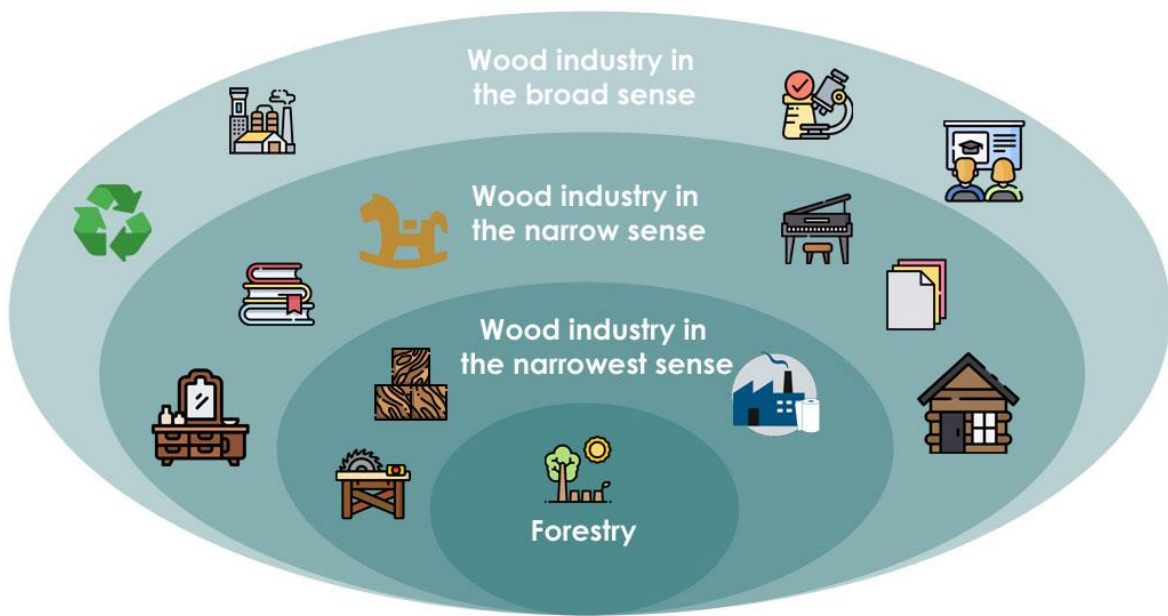 Wood industry in
the broad sense
Wood industry in
the narrow sense
Wood industry in
the narrowest sense
Forestry